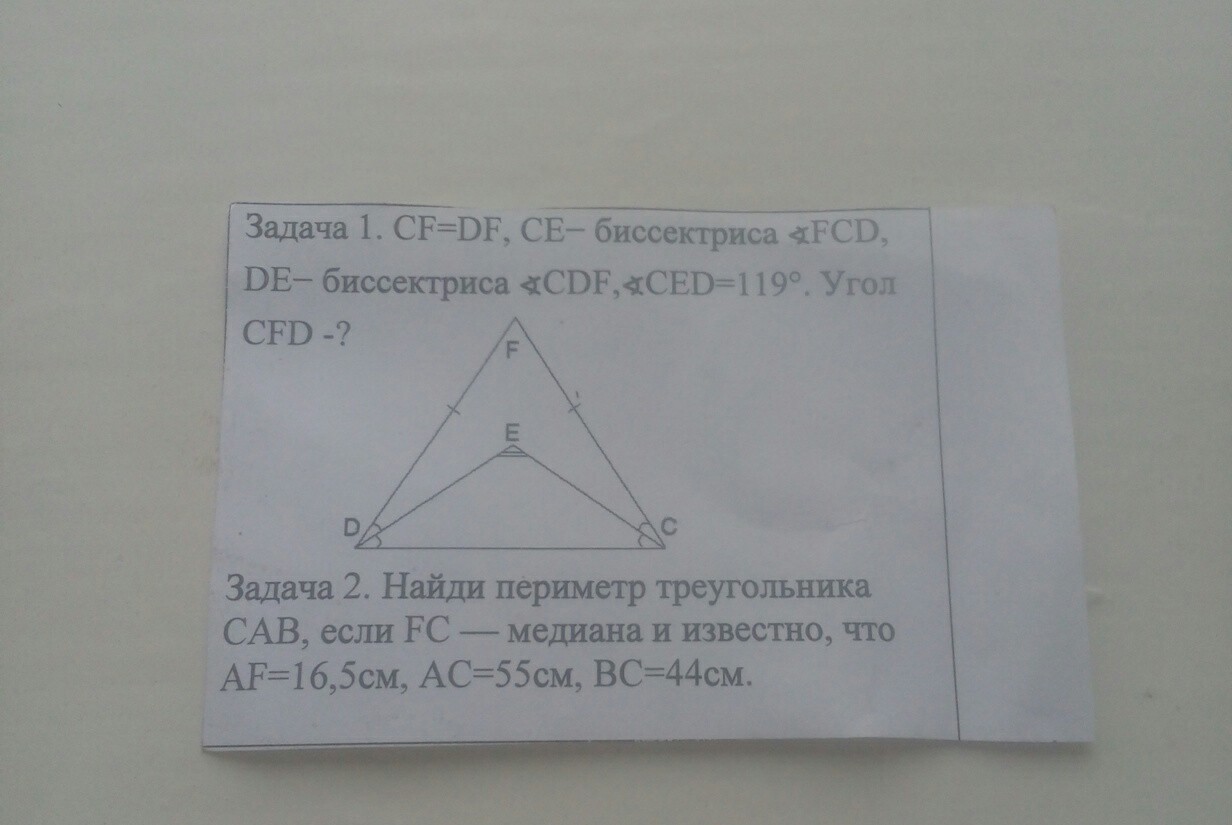 Задача 1. CF=DF, CE− биссектриса ∢FCD,
DE− биссектриса ∢CDF,∢CED=119°. Угол
CFD -?
F
E
D
C
Задача 2. Найди периметр треугольника
CAB, если FC — медиана и известно, что
AF=16,5см, AC=55см, BC=44см.